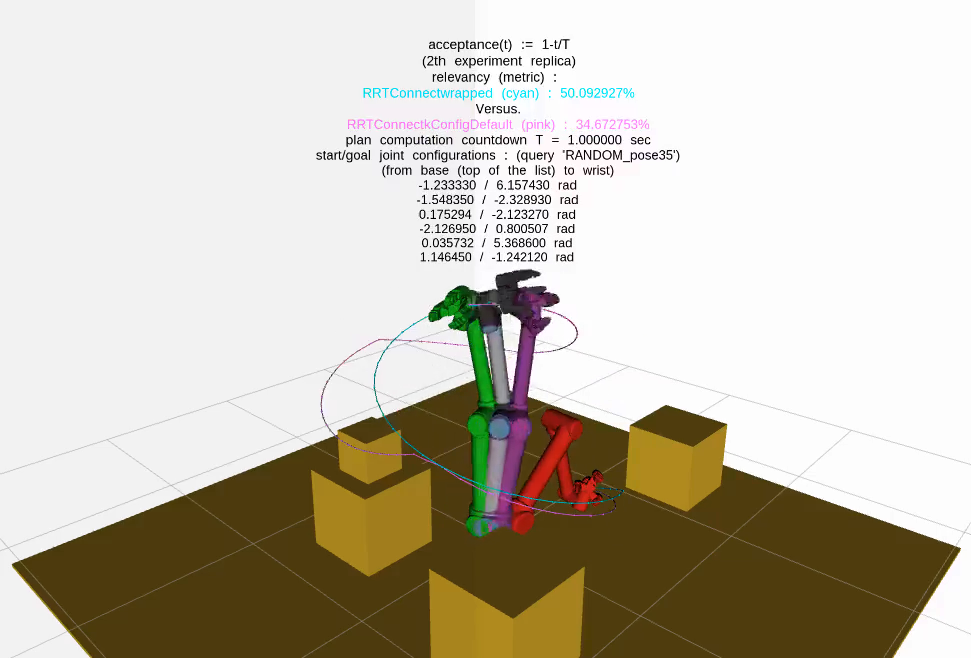 acceptance(t) := 1-t/T
(2th experiment replica)
relevancy (metric) :
RRTConnectwrapped (cyan) : 50.092927%
Versus.
RRTConnectkConfigDefault (pink) : 34.672753%
plan computation countdown T = 1.000000 sec
start/goal joint configurations : (query 'RANDOM_pose35')
(from base (top of the list) to wrist)
-1.233330 / 6.157430 rad
-1.548350 / -2.328930 rad
0.175294 / -2.123270 rad
-2.126950 / 0.800507 rad
0.035732 / 5.368600 rad
1.146450 / -1.242120 rad